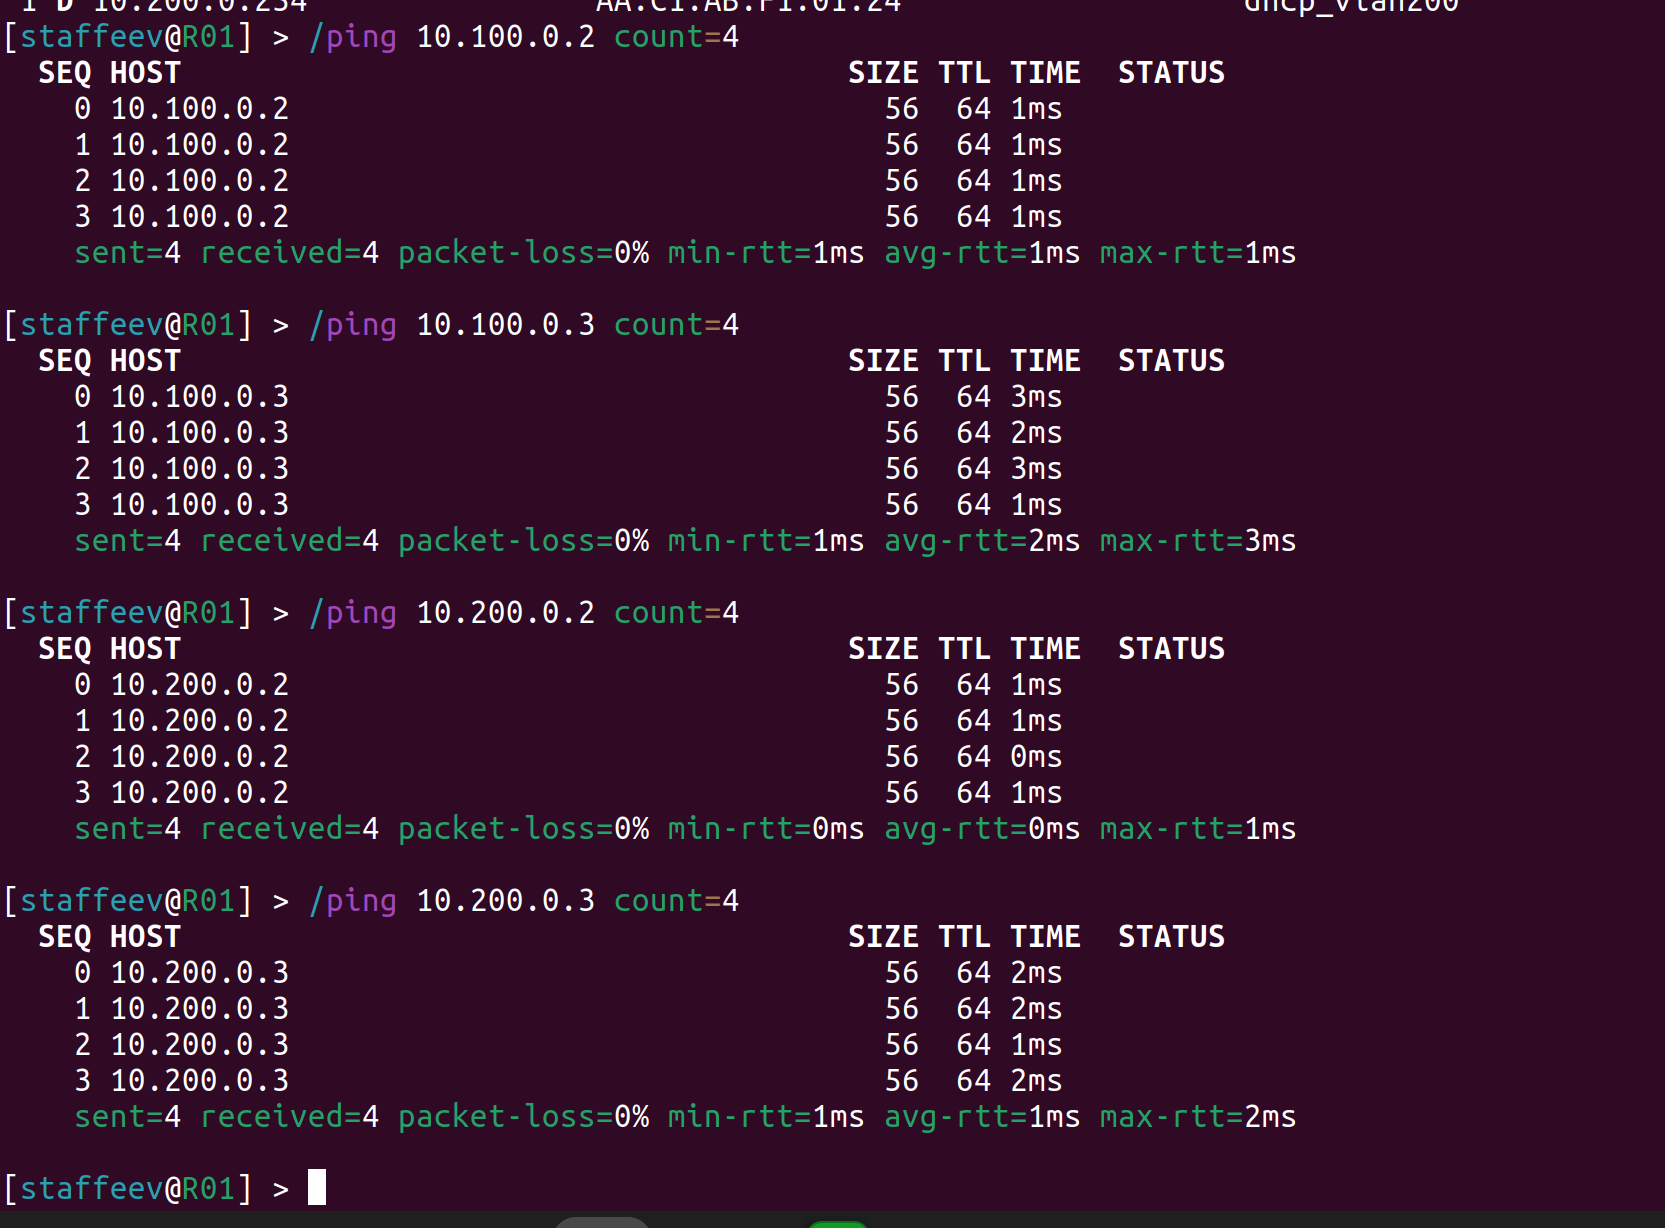 1 D 10.200.0.254 AA:C1:AB:F1:01:24 dhcp_vlan200
[staffeev@R01] > /ping 10.100.0.2 count=4
SEQ HOST SIZE TTL TIME STATUS
0 10.100.0.2 56 64 1ms
1 10.100.0.2 56 64 1ms
2 10.100.0.2 56 64 1ms
3 10.100.0.2 56 64 1ms
sent=4 received=4 packet-loss=0% min-rtt=1ms avg-rtt=1ms max-rtt=1ms
[staffeev@R01] > /ping 10.100.0.3 count=4
SEQ HOST SIZE TTL TIME STATUS
0 10.100.0.3 56 64 3ms
1 10.100.0.3 56 64 2ms
2 10.100.0.3 56 64 3ms
3 10.100.0.3 56 64 1ms
sent=4 received=4 packet-loss=0% min-rtt=1ms avg-rtt=2ms max-rtt=3ms
[staffeev@R01] > /ping 10.200.0.2 count=4
SEQ HOST SIZE TTL TIME STATUS
0 10.200.0.2 56 64 1ms
1 10.200.0.2 56 64 1ms
2 10.200.0.2 56 64 0ms
3 10.200.0.2 56 64 1ms
sent=4 received=4 packet-loss=0% min-rtt=0ms avg-rtt=0ms max-rtt=1ms
[staffeev@R01] > /ping 10.200.0.3 count=4
SEQ HOST SIZE TTL TIME STATUS
0 10.200.0.3 56 64 2ms
1 10.200.0.3 56 64 2ms
2 10.200.0.3 56 64 1ms
3 10.200.0.3 56 64 2ms
sent=4 received=4 packet-loss=0% min-rtt=1ms avg-rtt=1ms max-rtt=2ms
[staffeev@R01] >